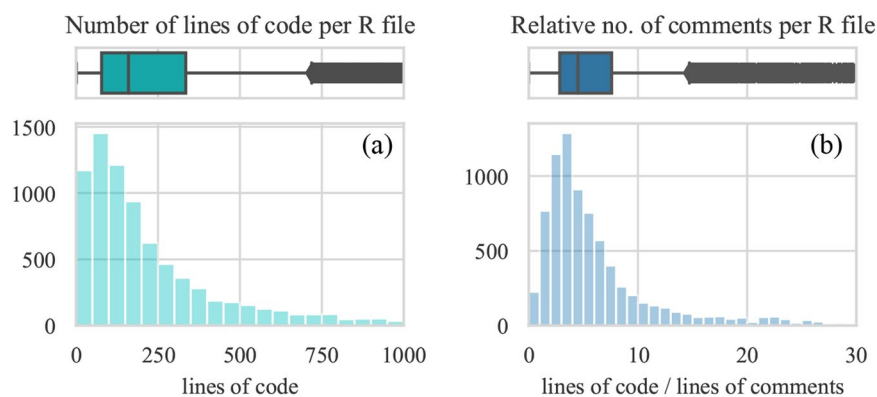 Number of lines of code per R file
Relative no. of comments per R file
(a)
1500
1000
500
0
0
250
500
750
1000
lines of code
(b)
1000
500
0
0
10
20
30
lines of code / lines of comments